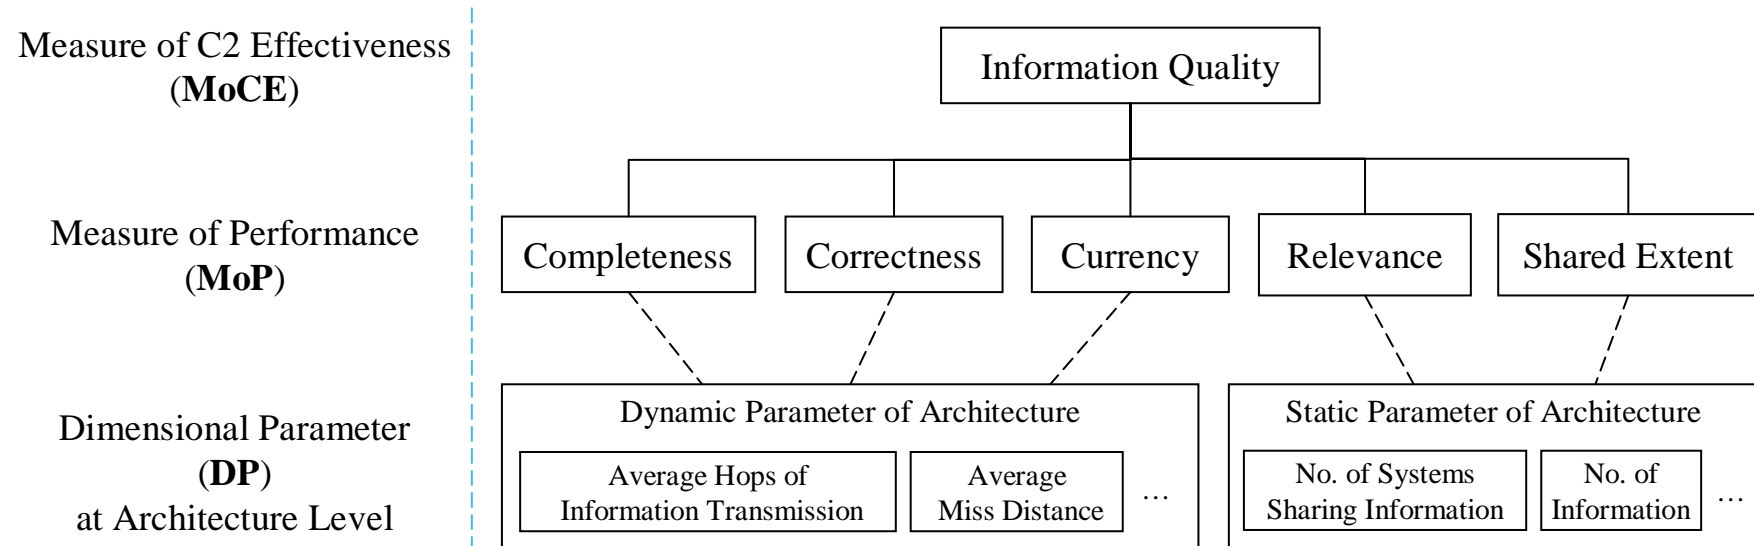 Measure of C2 Effectiveness
(MoCE)
Information Quality
Measure of Performance
(MoP)
Completeness
Correctness
Currency
Relevance
Shared Extent
Dimensional Parameter
(DP)
at Architecture Level
Dynamic Parameter of Architecture
Average Hops of
Information Transmission
Average
Miss Distance
...
Static Parameter of Architecture
No. of Systems
Sharing Information
No. of
Information
...